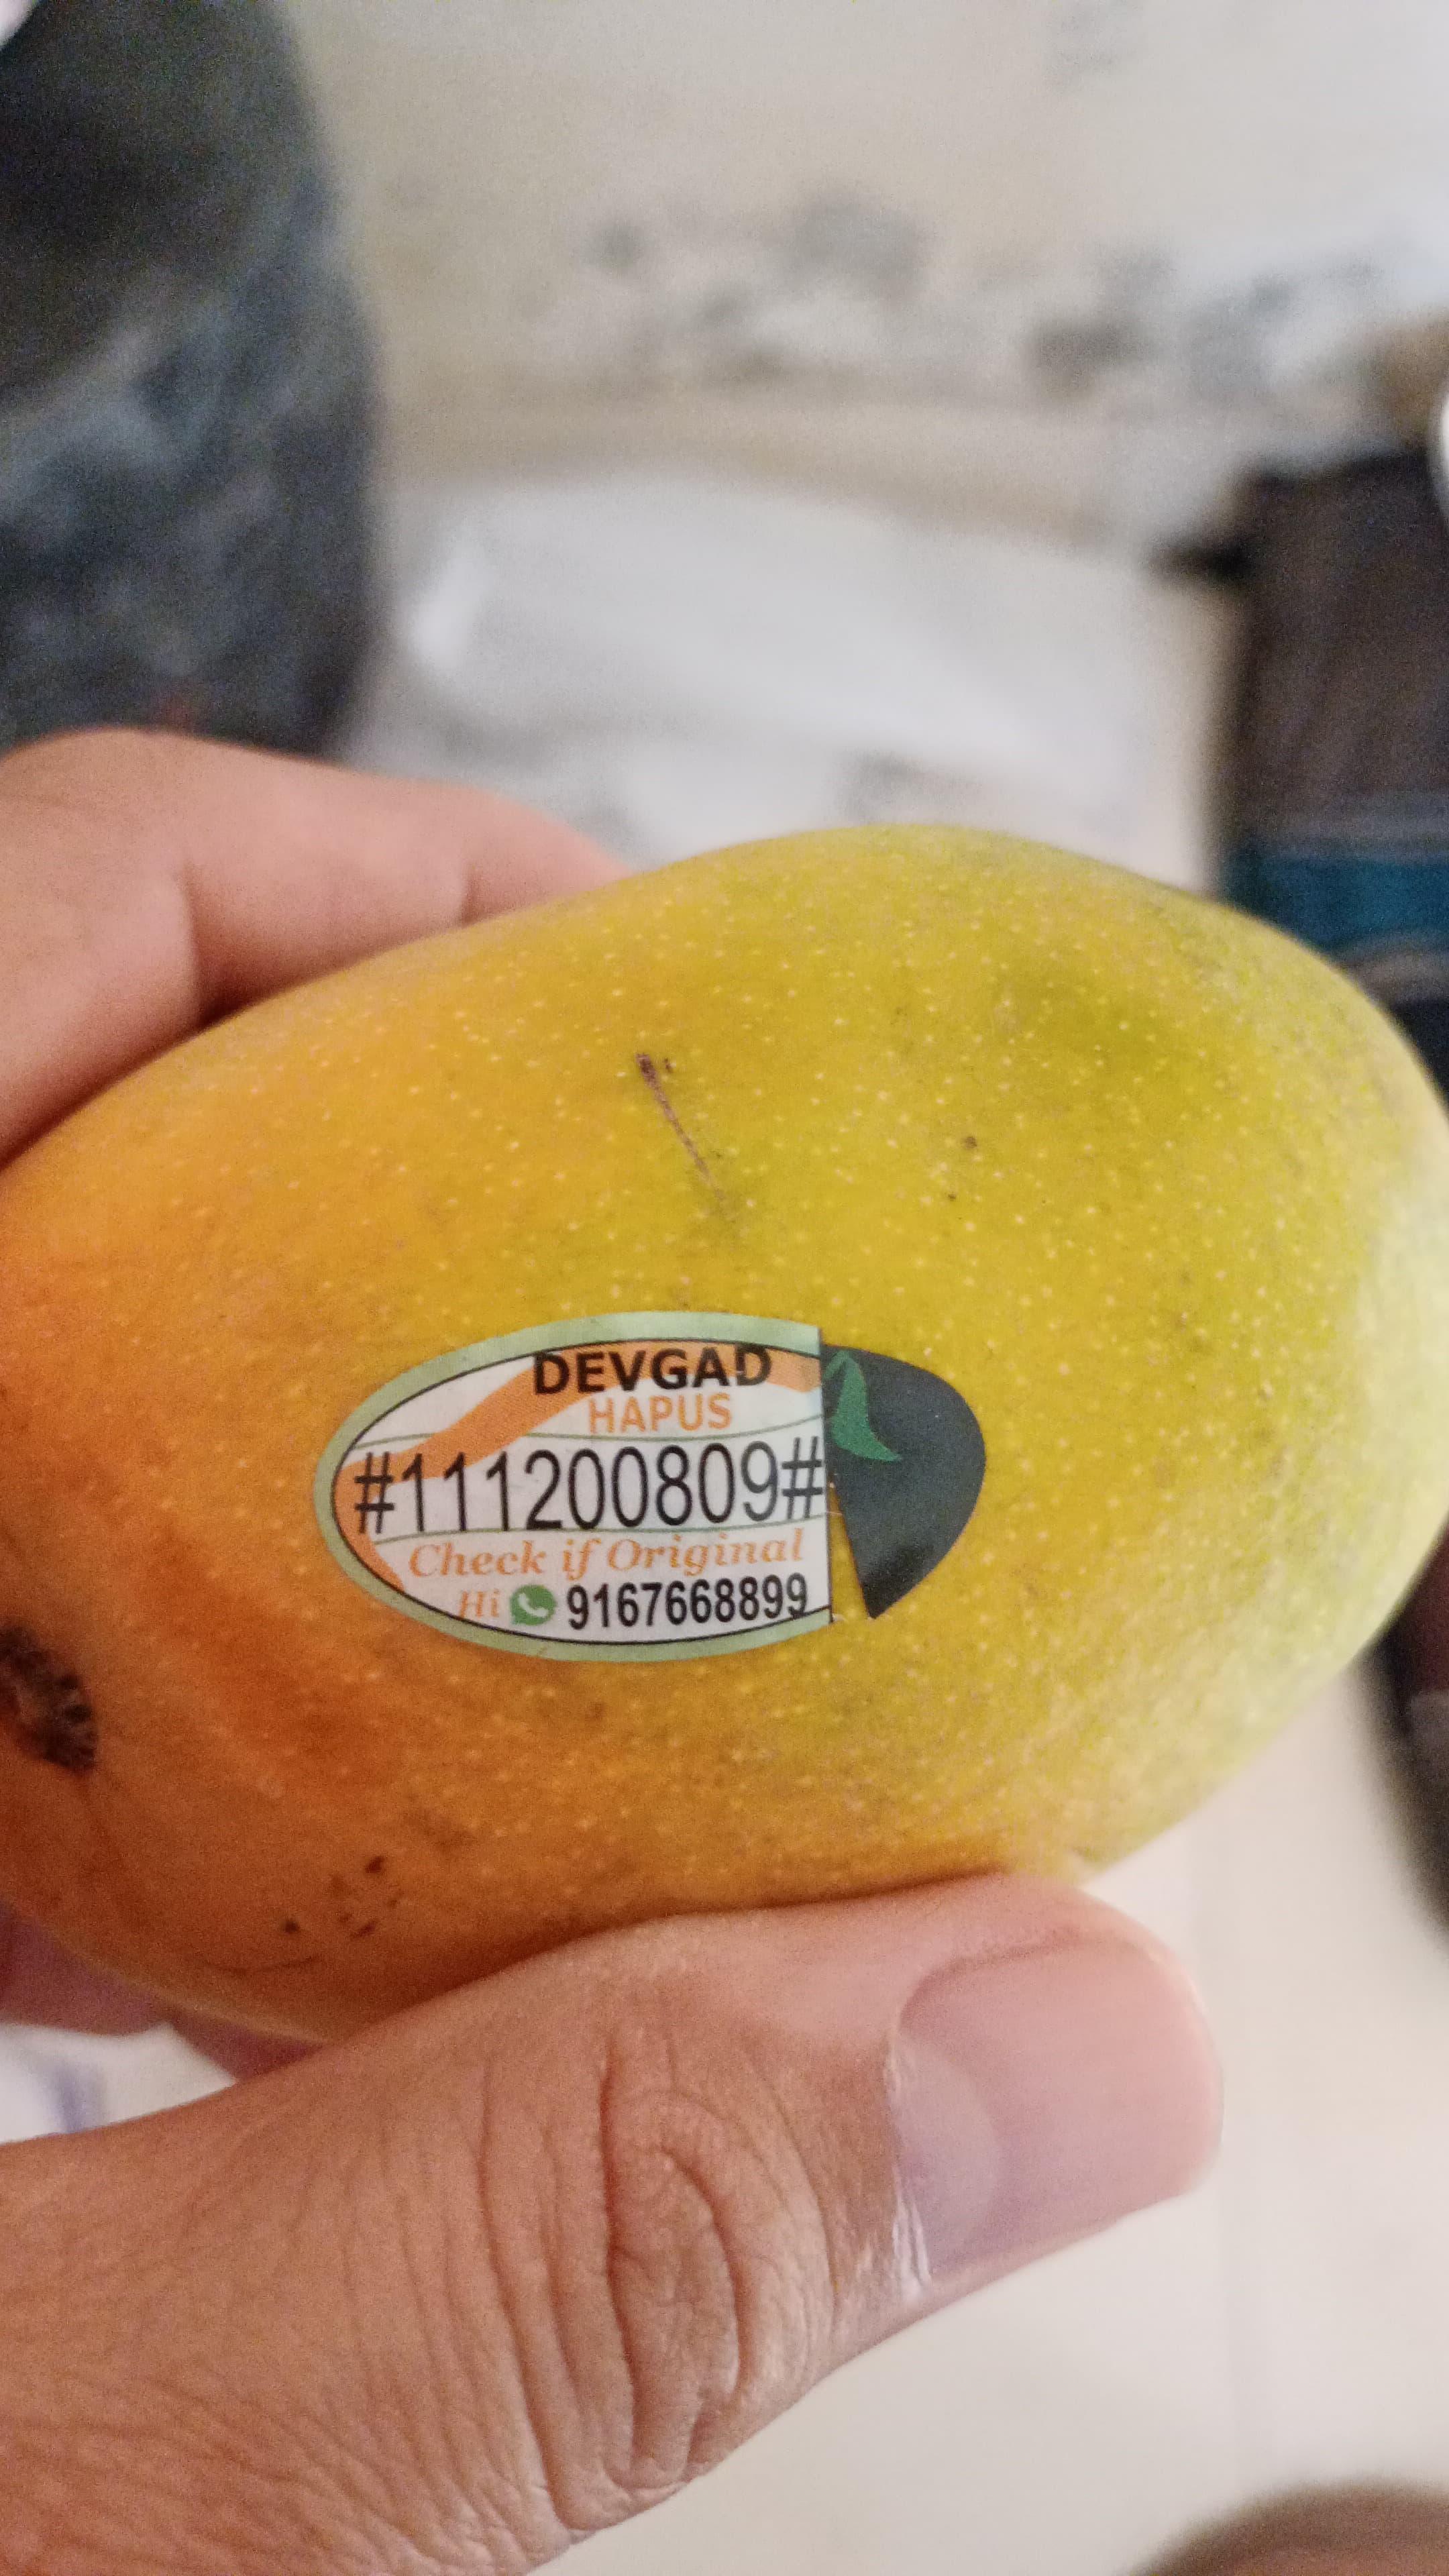 DEVGAD
HAPUS
#111200809#
Check if Original
Hi 9167668899